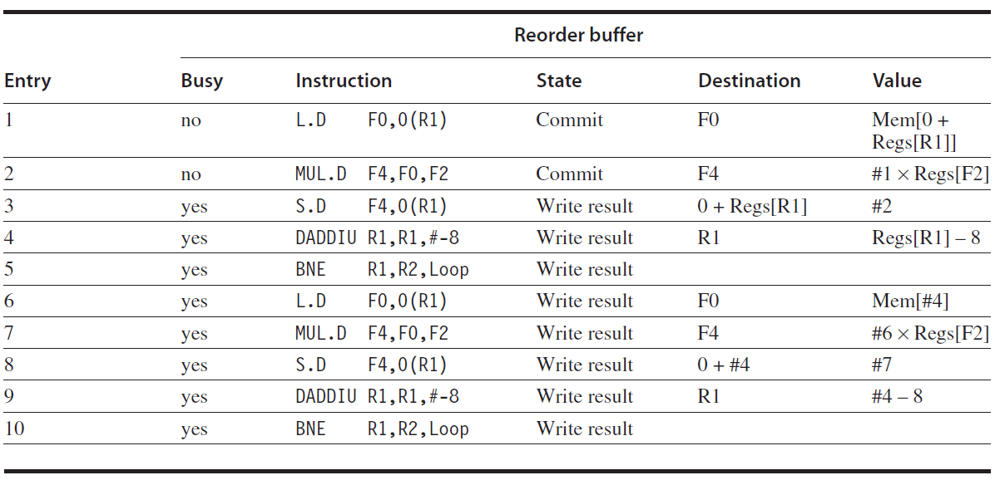 Reorder buffer
Entry Busy Instruction State Destination Value
1 no L.D F0,0(R1) Commit F0 Mem[0 +
Regs[R1]]
2 no MUL.D F4,F0,F2 Commit F4 #1 × Regs[F2]
3 yes S.D F4,0(R1) Write result 0 + Regs[R1] #2
4 yes DADDIU R1,R1,#-8 Write result R1 Regs[R1] – 8
5 yes BNE R1,R2,Loop Write result
6 yes L.D F0,0(R1) Write result F0 Mem[#4]
7 yes MUL.D F4,F0,F2 Write result F4 #6 × Regs[F2]
8 yes S.D F4,0(R1) Write result 0 + #4 #7
9 yes DADDIU R1,R1,#-8 Write result R1 #4 – 8
10 yes BNE R1,R2,Loop Write result